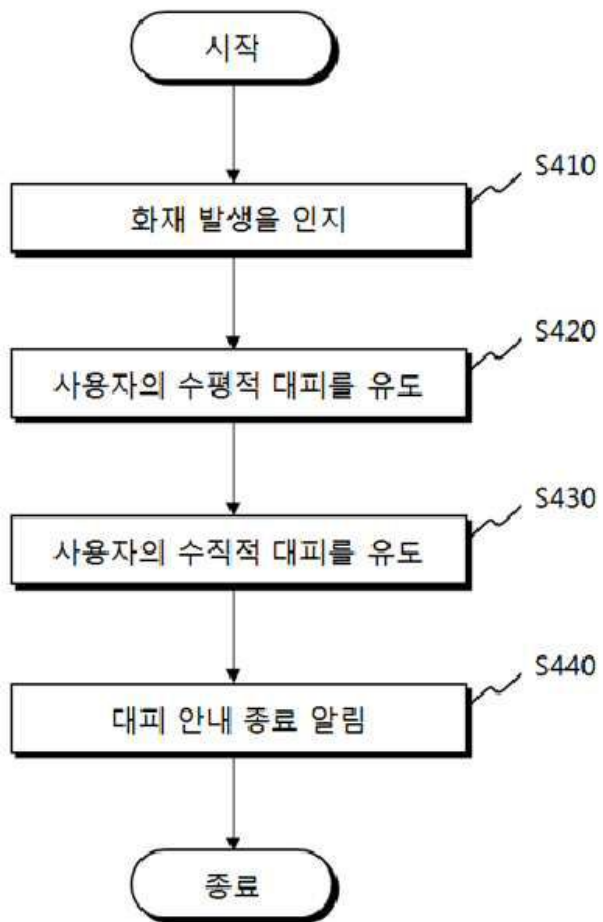 시작
S410
화재 발생을 인지
S420
사용자의 수평적 대피를 유도
S430
사용자의 수직적 대피를 유도
S440
대피 안내 종료 알림
종료